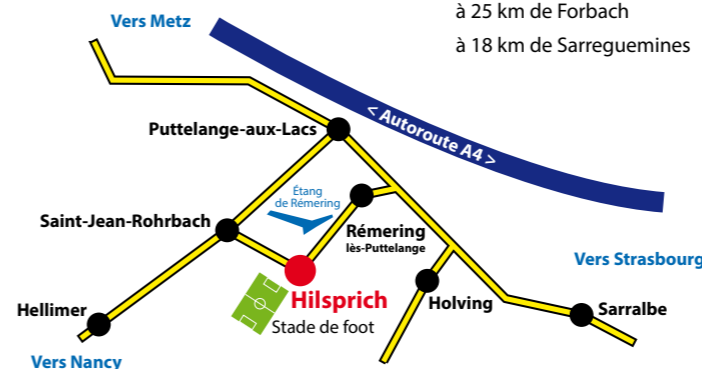 à 25 km de Forbach
Vers Metz
à 18 km de Sarreguemines
< Autoroute A4 >
Puttelange-aux-Lacs
Étang
de Rémering
Saint-Jean-Rohrbach
Rémering
lès-Puttelange
Vers Strasbourg
Hilsprich
Holving
Hellimer
Sarralbe
Stade de foot
Vers Nancy